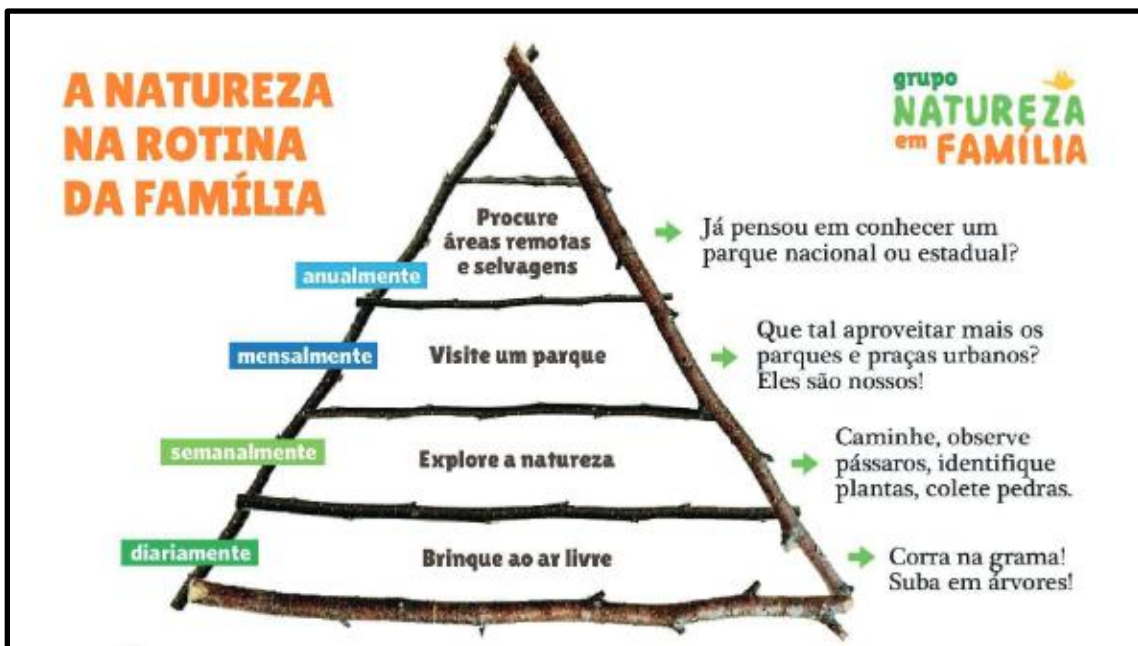 A NATUREZA
NA ROTINA
DA FAMÍLIA
grupo
NATUREZA
em FAMÍLIA
Procure
áreas remotas
e selvagens
anualmente
Já pensou em conhecer um
parque nacional ou estadual?
mensalmente
Visite um parque
Que tal aproveitar mais os
parques e praças urbanos?
Eles são nossos!
semanalmente
Explore a natureza
Caminhe, observe
pássaros, identifique
plantas, colete pedras.
diariamente
Brinque ao ar livre
Corra na grama!
Suba em árvores!